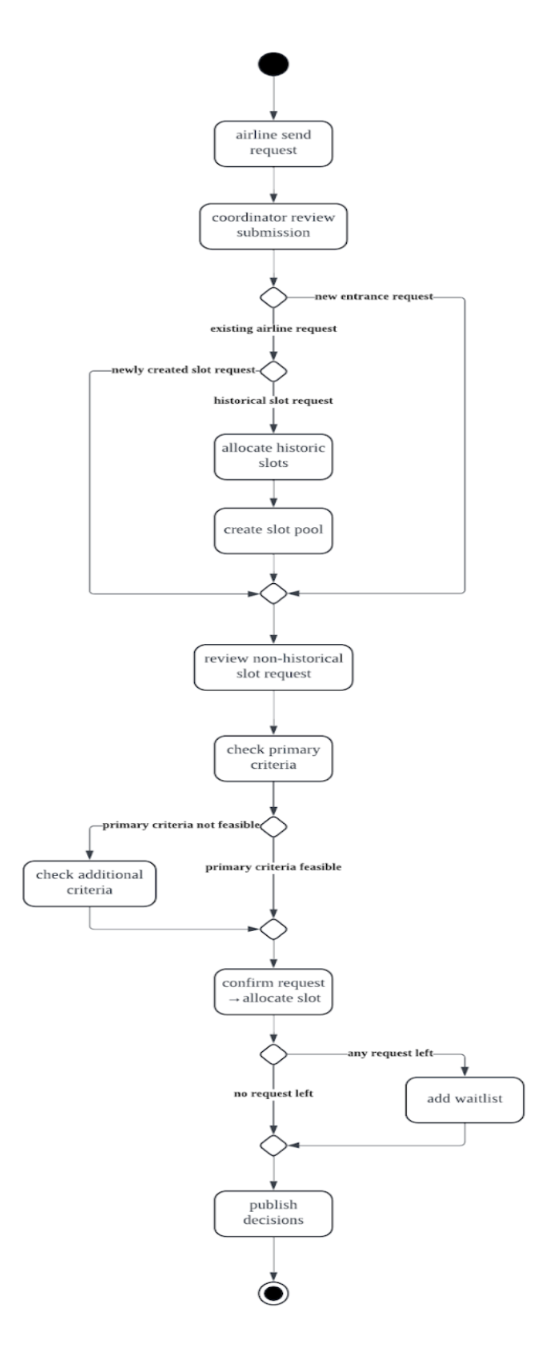 airline send
request
coordinator review
submission
new entrance request
existing airline request
newly created slot request
historical slot request
allocate historic
slots
create slot pool
review non-historical
slot request
check primary
criteria
primary criteria not feasible
check additional
criteria
primary criteria feasible
confirm request
→allocate slot
any request left
no request left
add waitlist
publish
decisions